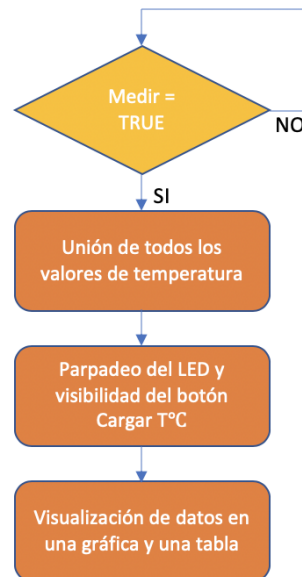 Medir =
TRUE
NO
SI
Unión de todos los
valores de temperatura
Parpadeo del LED y
visibilidad del botón
Cargar T℃
Visualización de datos en
una gráfica y una tabla